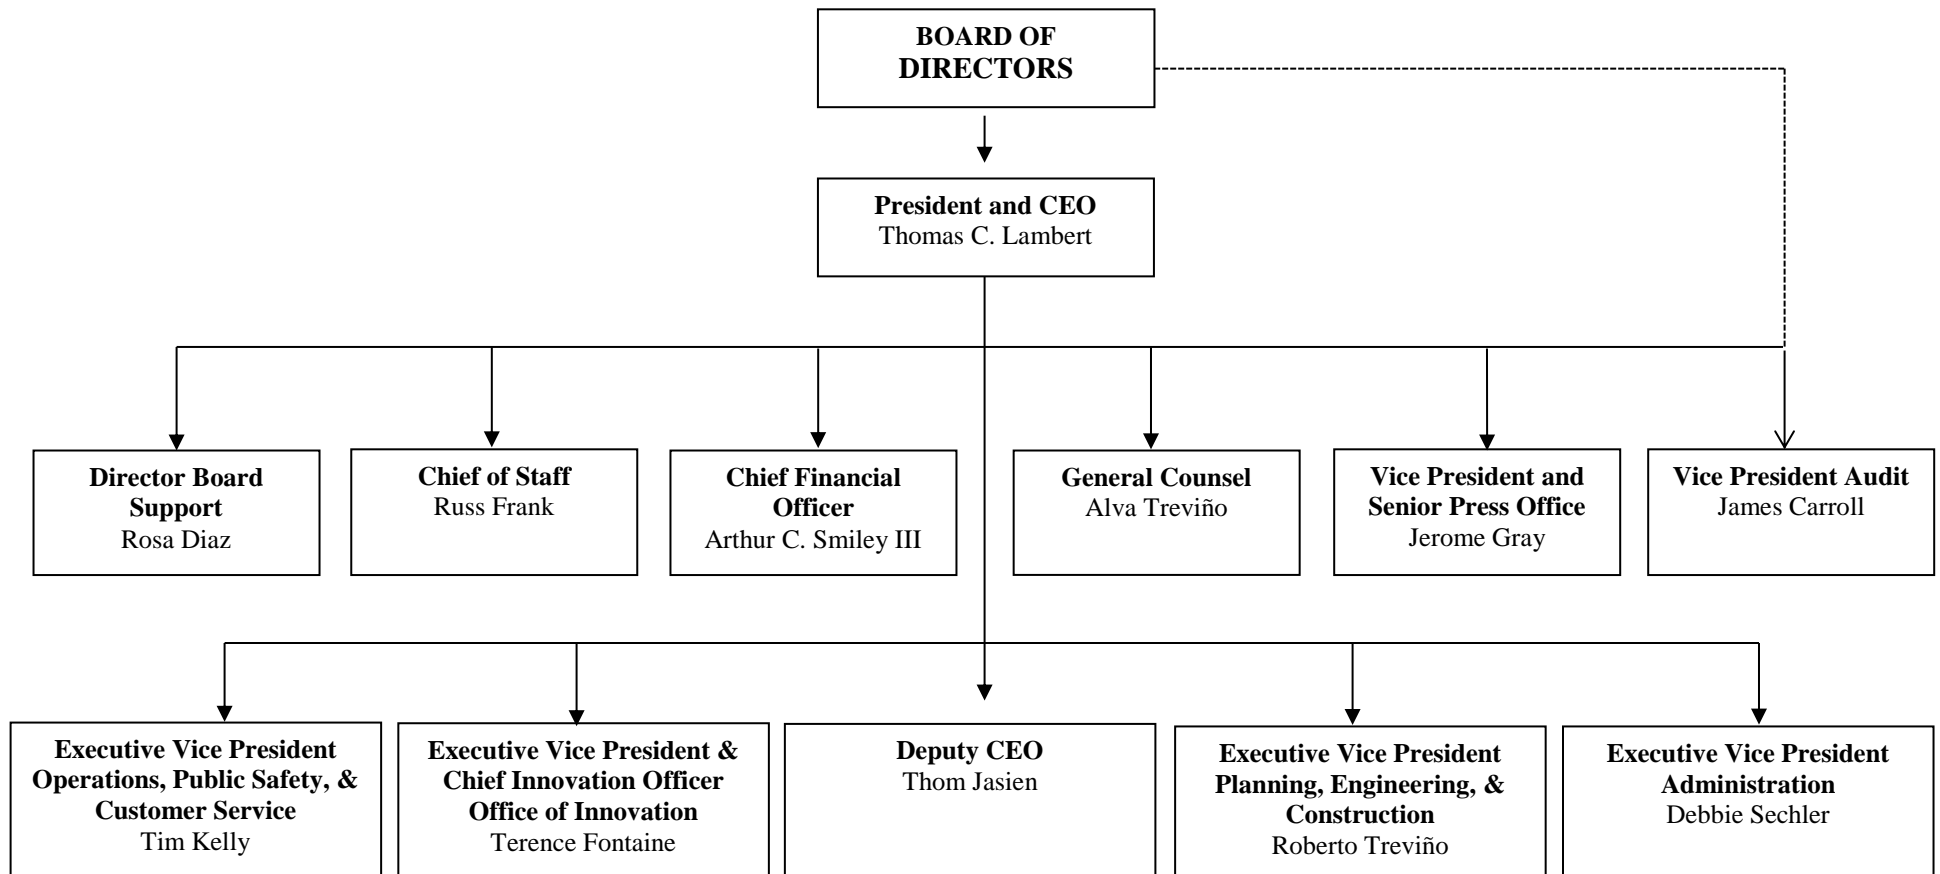 BOARD OF
DIRECTORS
President and CEO
Thomas C. Lambert
Director Board
Support
Rosa Diaz
Chief of Staff
Russ Frank
Chief Financial
Officer
Arthur C. Smiley III
General Counsel
Alva Treviño
Vice President and
Senior Press Office
Jerome Gray
Vice President Audit
James Carroll
Executive Vice President
Operations, Public Safety, &
Customer Service
Tim Kelly
Executive Vice President &
Chief Innovation Officer
Office of Innovation
Terence Fontaine
Deputy CEO
Thom Jasien
Executive Vice President
Planning, Engineering, &
Construction
Roberto Treviño
Executive Vice President
Administration
Debbie Sechler